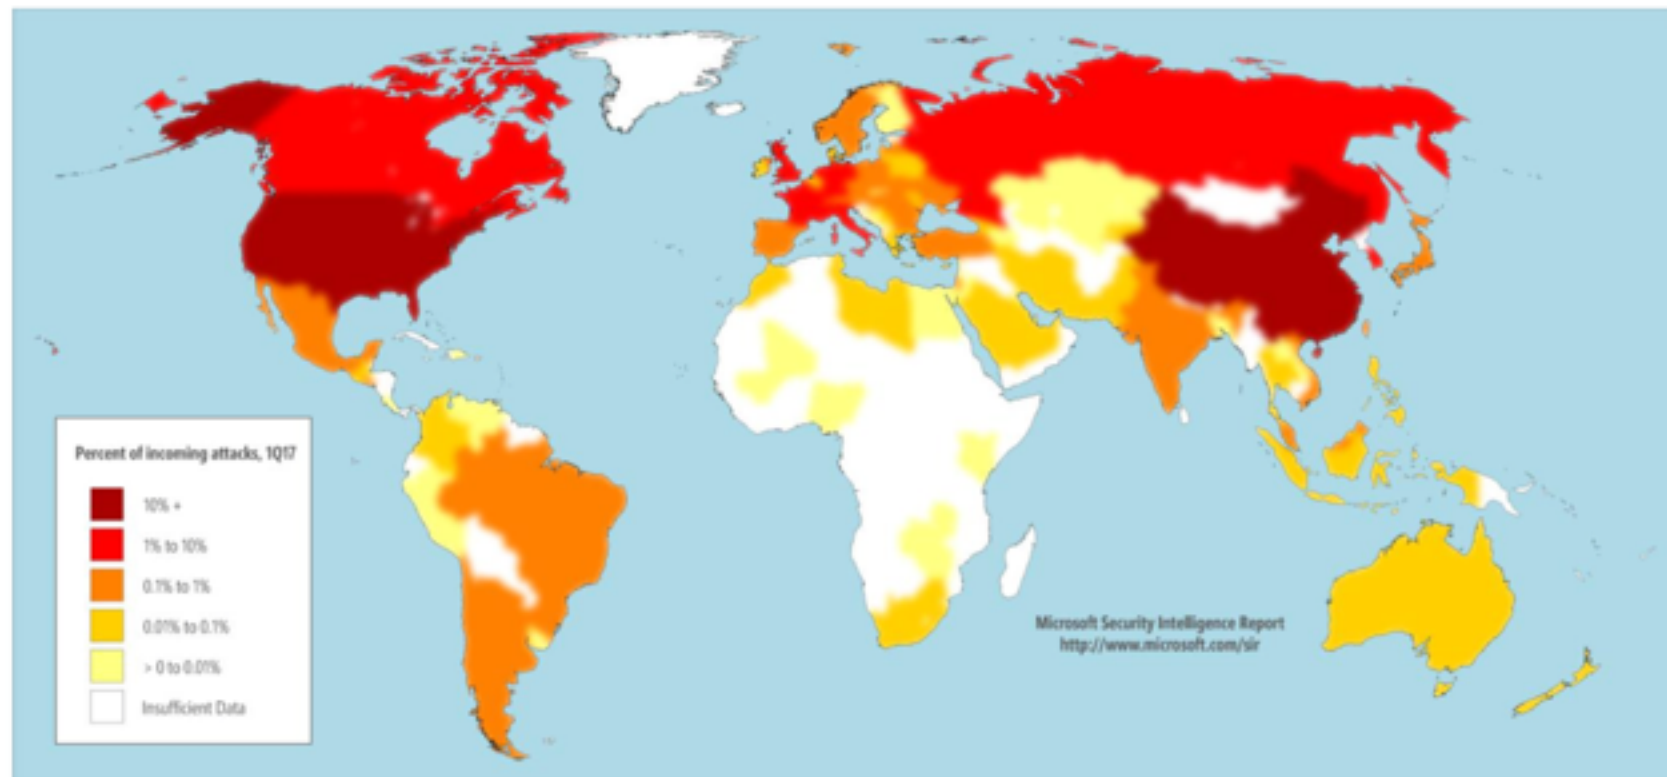 Percent of incoming attacks, 1Q17
10% +
1% to 10%
0.1% to 1%
0.01% to 0.1%
> 0 to 0.01%
Insufficient Data
Microsoft Security Intelligence Report
http://www.microsoft.com/sir